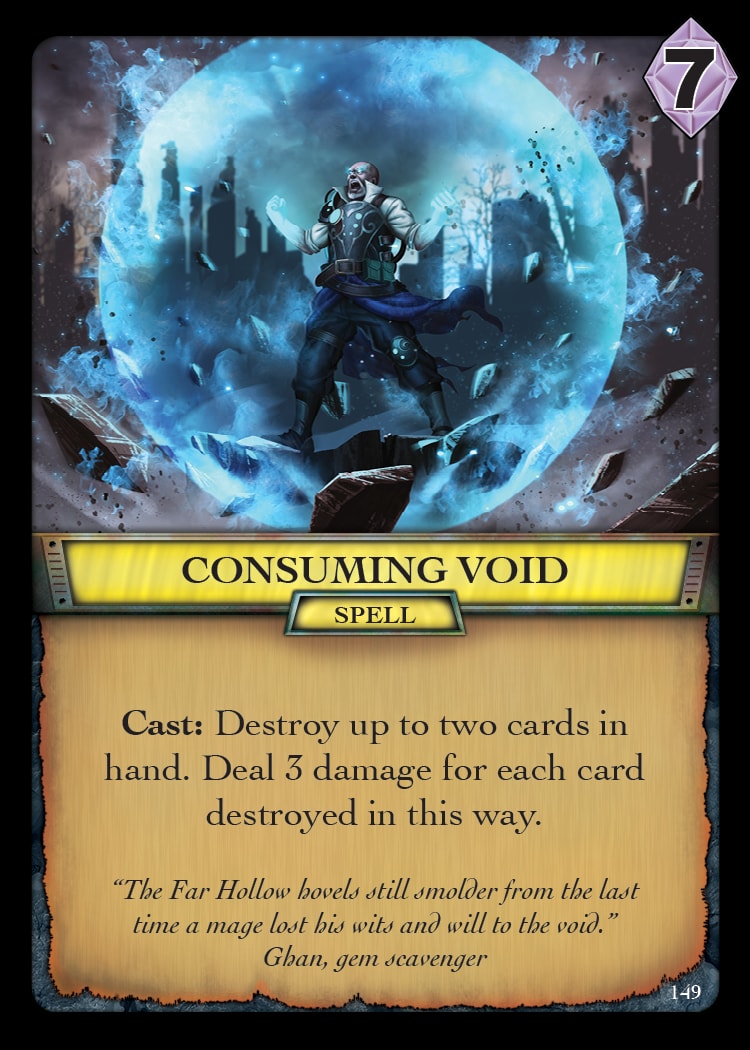 7
CONSUMING VOID
SPELL
Cast: Destroy up to two cards in
hand. Deal 3 damage for each card
destroyed in this way.
“The Far Hollow hovels still smolder from the last
time a mage lost his wits and will to the void.”
Ghan, gem scavenger
149